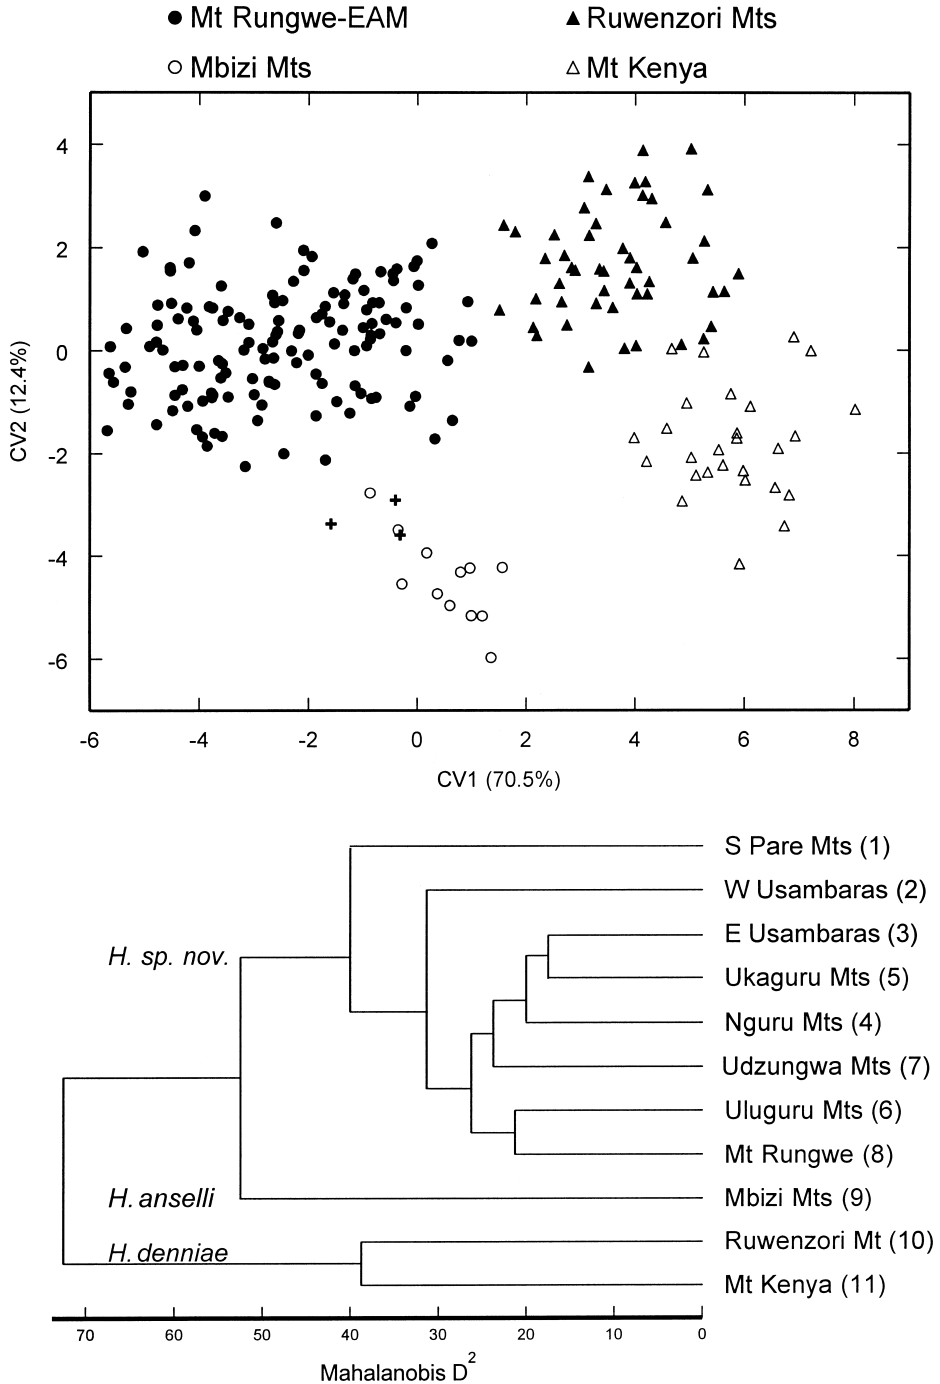 Mt Rungwe-EAM Ruwenzori Mts
Mbizi Mts Mt Kenya
4
2
0
-2
-4
-6
CV2 (12.4%)
-6 -4 -2 0 2 4 6 8
CV1 (70.5%)
S Pare Mts (1)
W Usambaras (2)
E Usambaras (3)
H. sp. nov.
Ukaguru Mts (5)
Nguru Mts (4)
Udzungwa Mts (7)
Uluguru Mts (6)
Mt Rungwe (8)
H. anselli
Mbizi Mts (9)
Ruwenzori Mt (10)
H. denniae
Mt Kenya (11)
70 60 50 40 30 20 10 0
Mahalanobis D²